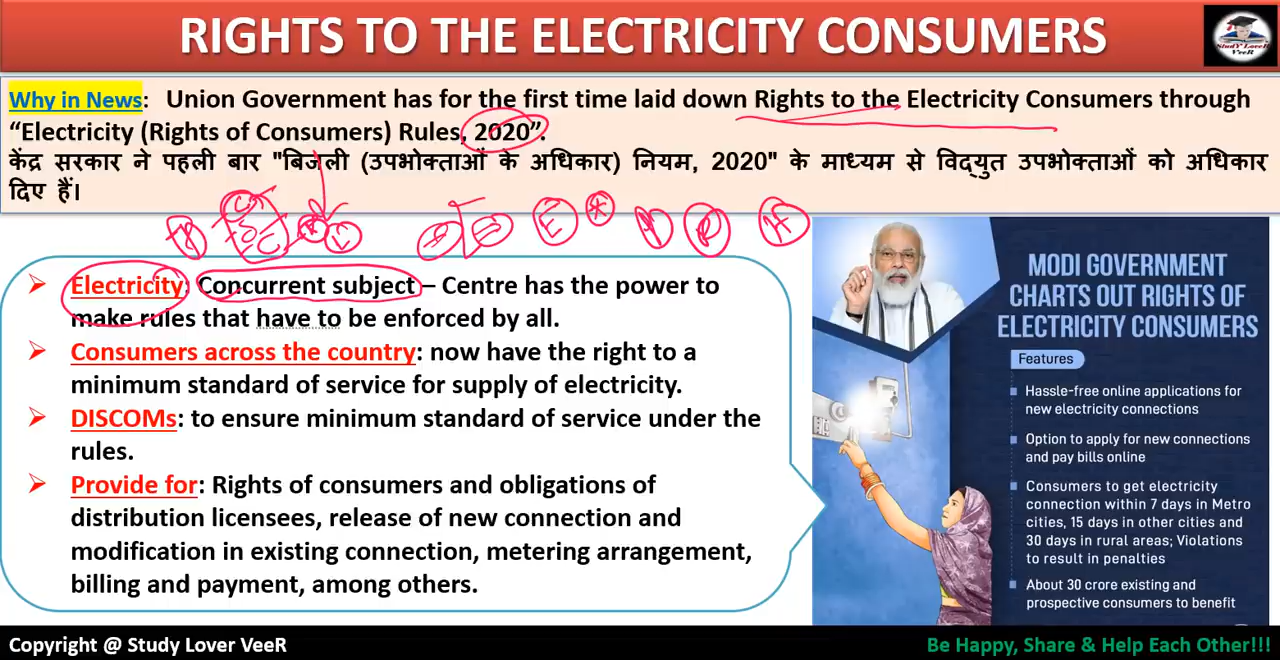 RIGHTS TO THE ELECTRICITY CONSUMERS
StudY LoveR
VeeR
Why in News: Union Government has for the first time laid down Rights to the Electricity Consumers through
“Electricity (Rights of Consumers) Rules, 2020”.
केंद्र सरकार ने पहली बार "बिजली (उपभोक्ताओं के अधिकार) नियम, 2020" के माध्यम से विद्युत उपभोक्ताओं को अधिकार
दिए हैं।
Electricity: Concurrent subject – Centre has the power to
make rules that have to be enforced by all.
Consumers across the country: now have the right to a
minimum standard of service for supply of electricity.
DISCOMs: to ensure minimum standard of service under the
rules.
Provide for: Rights of consumers and obligations of
distribution licensees, release of new connection and
modification in existing connection, metering arrangement,
billing and payment, among others.
MODI GOVERNMENT
CHARTS OUT RIGHTS OF
ELECTRICITY CONSUMERS
Features
Hassle-free online applications for
new electricity connections
Option to apply for new connections
and pay bills online
Consumers to get electricity
connection within 7 days in Metro
cities, 15 days in other cities and
30 days in rural areas; Violations
to result in penalties
About 30 crore existing and
prospective consumers to benefit
Copyright @ Study Lover VeeR
Be Happy, Share & Help Each Other!!!